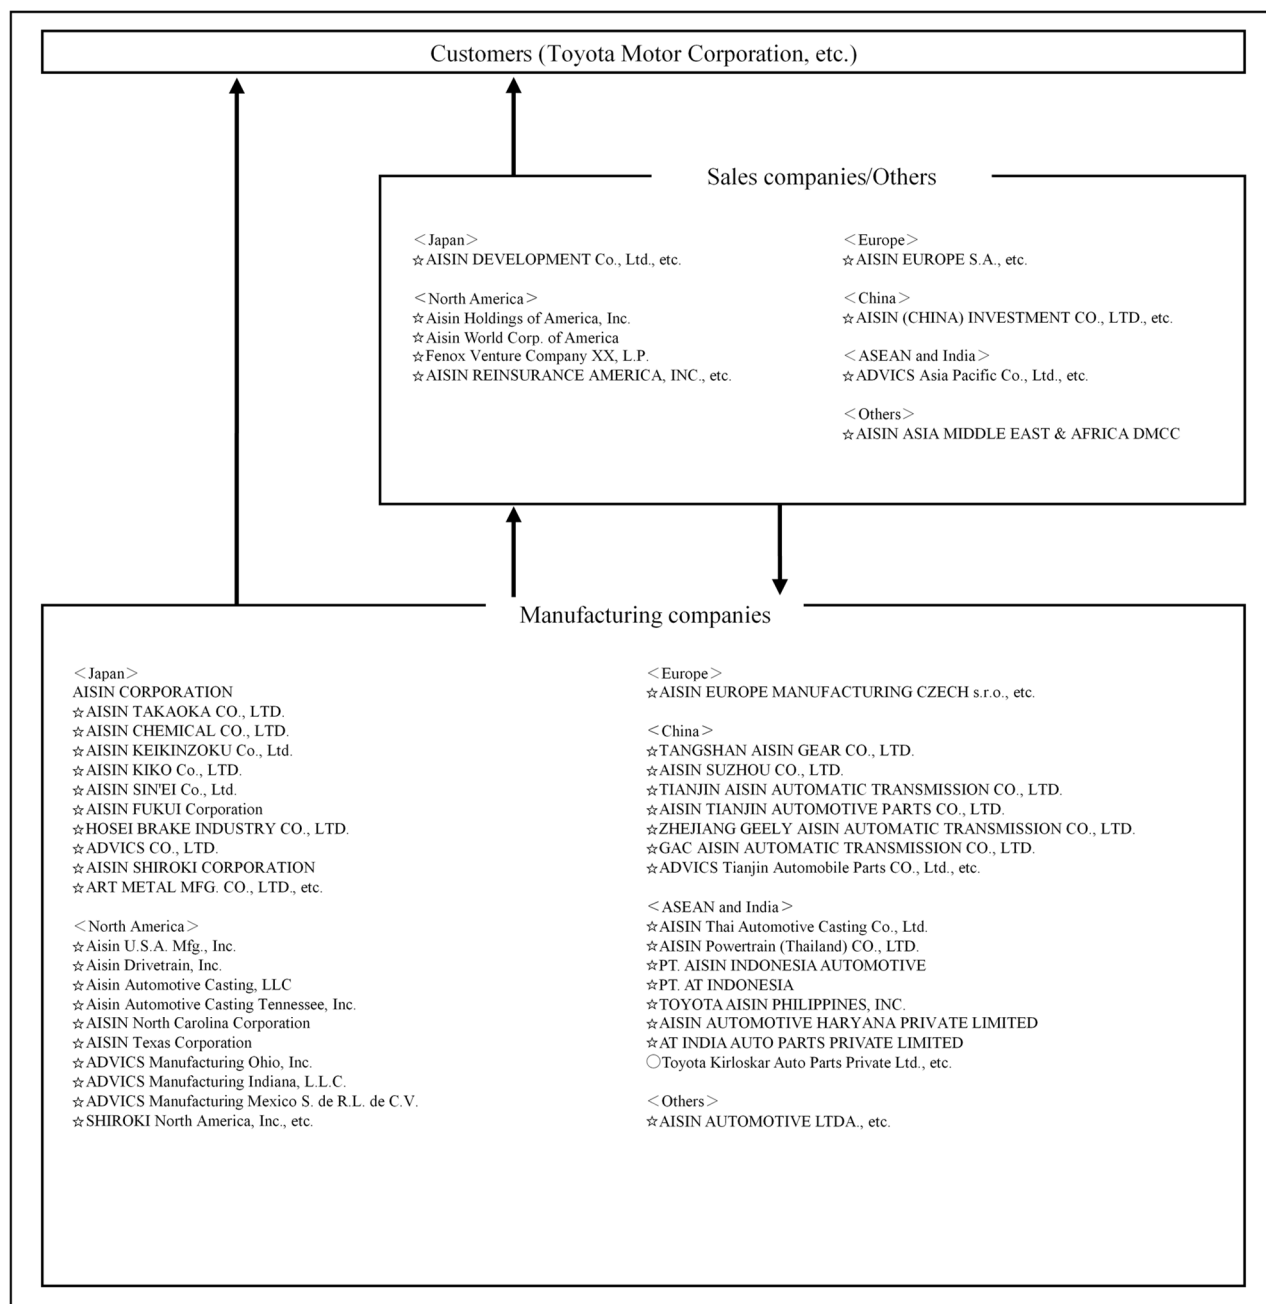 Customers (Toyota Motor Corporation, etc.)
Sales companies/Others
＜Japan＞
☆AISIN DEVELOPMENT Co., Ltd., etc.
＜North America＞
☆Aisin Holdings of America, Inc.
☆Aisin World Corp. of America
☆Fenox Venture Company XX, L.P.
☆AISIN REINSURANCE AMERICA, INC., etc.
＜Europe＞
☆AISIN EUROPE S.A., etc.
＜China＞
☆AISIN (CHINA) INVESTMENT CO., LTD., etc.
＜ASEAN and India＞
☆ADVICS Asia Pacific Co., Ltd., etc.
＜Others＞
☆AISIN ASIA MIDDLE EAST & AFRICA DMCC
Manufacturing companies
＜Japan＞
AISIN CORPORATION
☆AISIN TAKAOKA CO., LTD.
☆AISIN CHEMICAL CO., LTD.
☆AISIN KEIKINZOKU Co., Ltd.
☆AISIN KIKO Co., LTD.
☆AISIN SIN'EI Co., Ltd.
☆AISIN FUKUI Corporation
☆HOSEI BRAKE INDUSTRY CO., LTD.
☆ADVICS CO., LTD.
☆AISIN SHIROKI CORPORATION
☆ART METAL MFG. CO., LTD., etc.
＜North America＞
☆Aisin U.S.A. Mfg., Inc.
☆Aisin Drivetrain, Inc.
☆Aisin Automotive Casting, LLC
☆Aisin Automotive Casting Tennessee, Inc.
☆AISIN North Carolina Corporation
☆AISIN Texas Corporation
☆ADVICS Manufacturing Ohio, Inc.
☆ADVICS Manufacturing Indiana, L.L.C.
☆ADVICS Manufacturing Mexico S. de R.L. de C.V.
☆SHIROKI North America, Inc., etc.
＜Europe＞
☆AISIN EUROPE MANUFACTURING CZECH s.r.o., etc.
＜China＞
☆TANGSHAN AISIN GEAR CO., LTD.
☆AISIN SUZHOU CO., LTD.
☆TIANJIN AISIN AUTOMATIC TRANSMISSION CO., LTD.
☆AISIN TIANJIN AUTOMOTIVE PARTS CO., LTD.
☆ZHEJIANG GEELY AISIN AUTOMATIC TRANSMISSION CO., LTD.
☆GAC AISIN AUTOMATIC TRANSMISSION CO., LTD.
☆ADVICS Tianjin Automobile Parts CO., Ltd., etc.
＜ASEAN and India＞
☆AISIN Thai Automotive Casting Co., Ltd.
☆AISIN Powertrain (Thailand) CO., LTD.
☆PT. AISIN INDONESIA AUTOMOTIVE
☆PT. AT INDONESIA
☆TOYOTA AISIN PHILIPPINES, INC.
☆AISIN AUTOMOTIVE HARYANA PRIVATE LIMITED
☆AT INDIA AUTO PARTS PRIVATE LIMITED
○Toyota Kirloskar Auto Parts Private Ltd., etc.
＜Others＞
☆AISIN AUTOMOTIVE LTDA., etc.